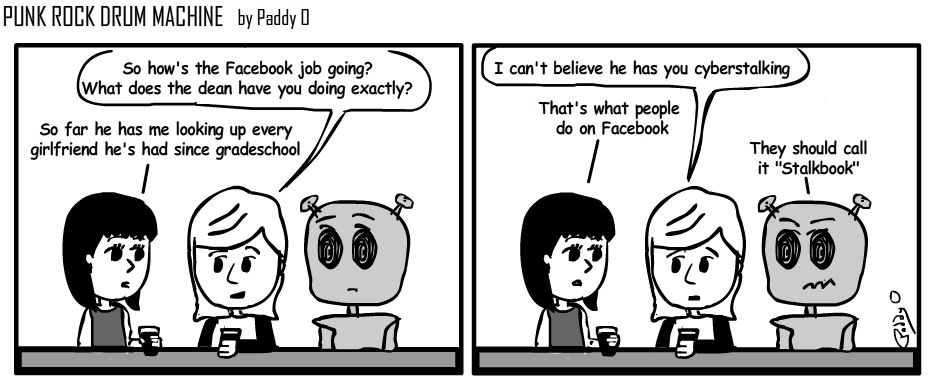 PUNK ROCK DRUM MACHINE by Paddy O
So how's the Facebook job going?
What does the dean have you doing exactly?
So far he has me looking up every
girlfriend he's had since gradeschool
I can't believe he has you cyberstalking
That's what people
do on Facebook
They should call
it "Stalkbook"
Paddy O